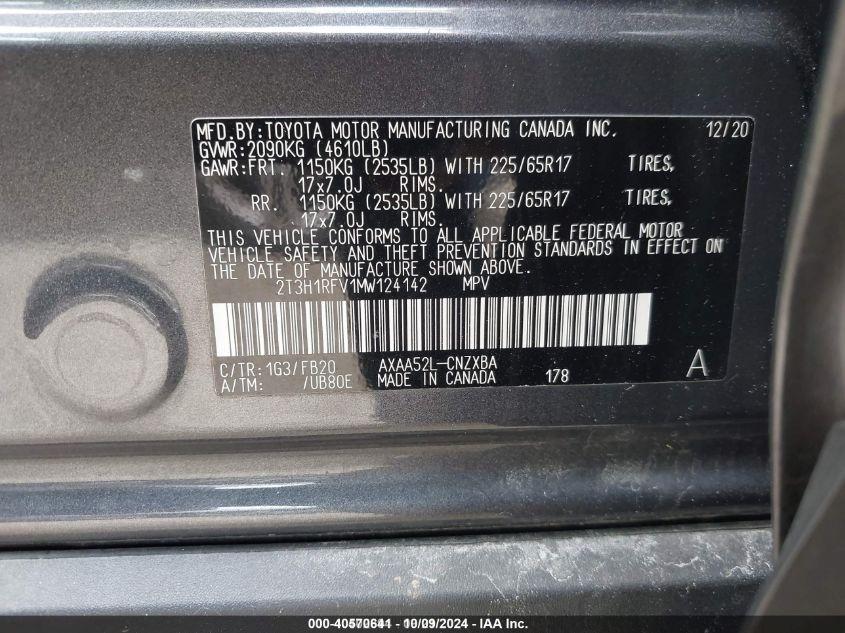 MFD.BY:TOYOTA MOTOR MANUFACTURING CANADA INC. 12/20
GVWR:2090KG (4610LB)
GAWR:FRT. 1150KG (2535LB) WITH 225/65R17 TIRES,
17x7.0J RIMS.
RR. 1150KG (2535LB) WITH 225/65R17 TIRES,
17x7.0J RIMS.
THIS VEHICLE CONFORMS TO ALL APPLICABLE FEDERAL MOTOR
VEHICLE SAFETY AND THEFT PREVENTION STANDARDS IN EFFECT ON
THE DATE OF MANUFACTURE SHOWN ABOVE.
2T3H1RFV1MW124142 MPV
C/TR:1G3/FB20 AXAA52L-CNZXBA
A/TM: /UB80E MADE IN CANADA 178 A
000-40570641 - 10/09/2024 - IAA Inc.